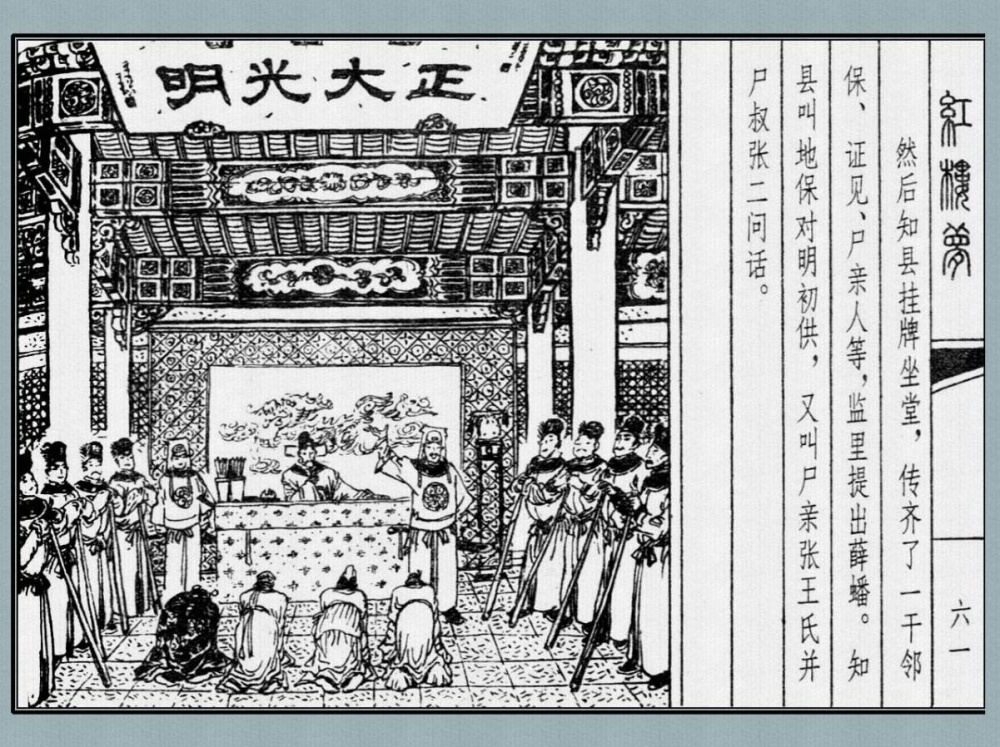 红楼梦
六一
然后知县挂牌坐堂，传齐了一干邻
保、证见、尸亲人等，监里提出薛蟠。知
县叫地保对明初供，又叫尸亲张王氏并
尸叔张二问话。
正大光明